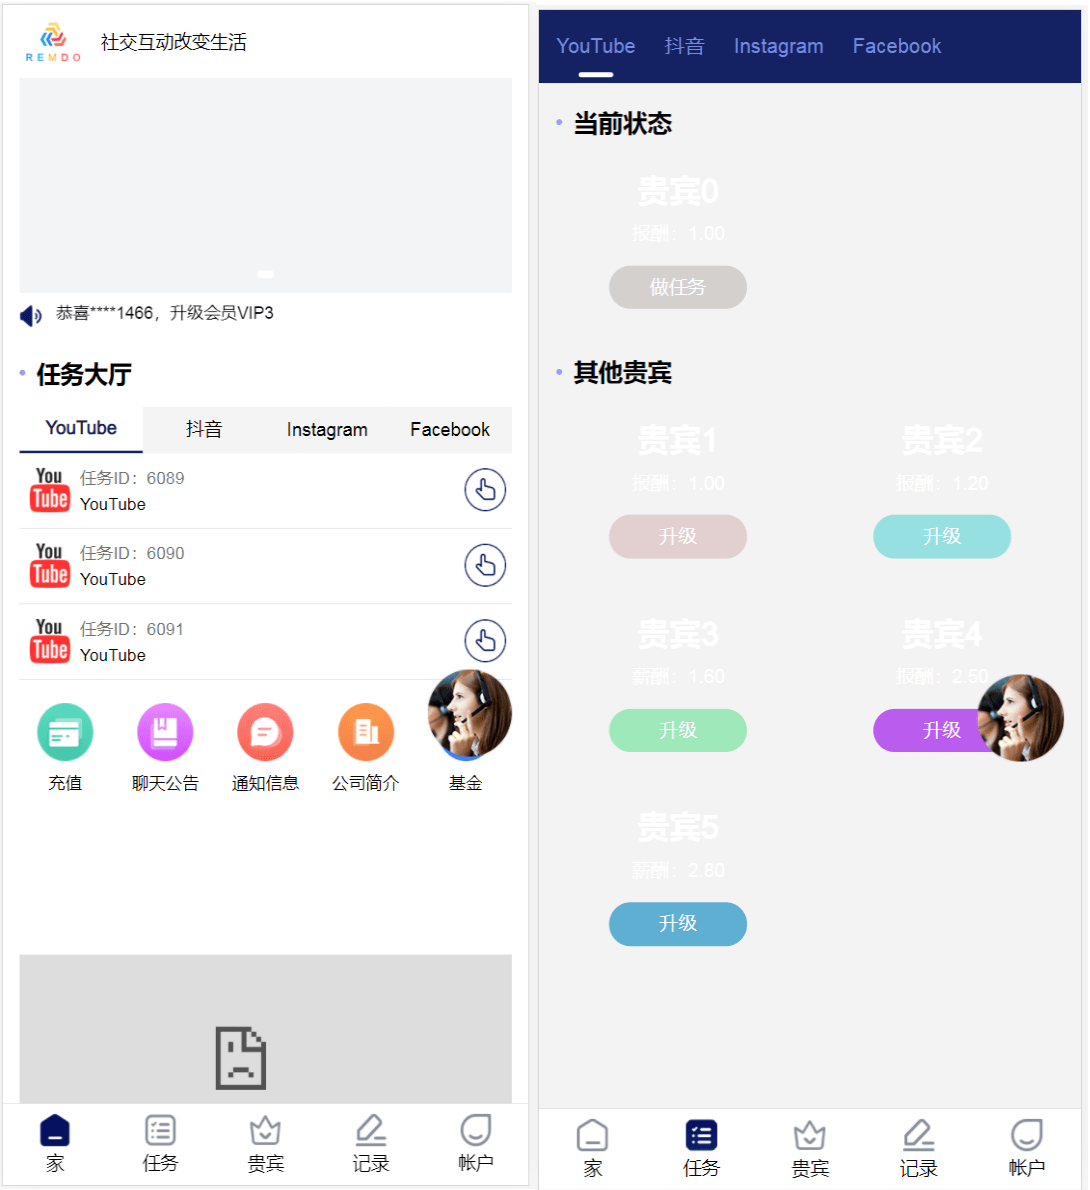 REMDO
社交互动改变生活
恭喜****1466，升级会员VIP3
任务大厅
YouTube 抖音 Instagram Facebook
You Tube
任务ID：6089
YouTube
You Tube
任务ID：6090
YouTube
You Tube
任务ID：6091
YouTube
充值 聊天公告 通知信息 公司简介 基金
家 任务 贵宾 记录 帐户
YouTube 抖音 Instagram Facebook
当前状态
贵宾0
报酬：1.00
做任务
其他贵宾
贵宾1 贵宾2
报酬：1.00 报酬：1.20
升级 升级
贵宾3 贵宾4
薪酬：1.60 报酬：2.50
升级 升级
贵宾5
薪酬：2.80
升级
家 任务 贵宾 记录 帐户